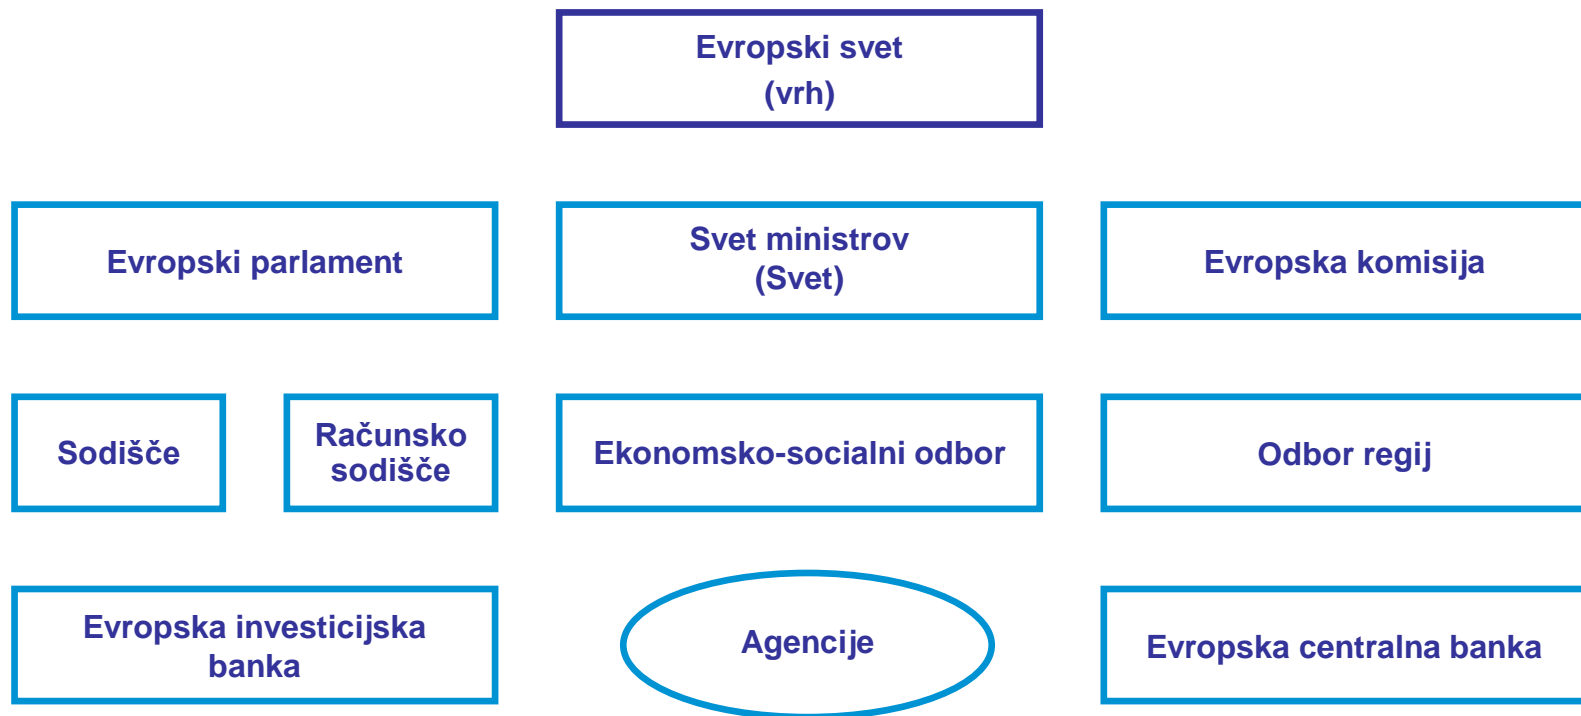 Evropski svet
(vrh)
Evropski parlament
Svet ministrov
(Svet)
Evropska komisija
Sodišče
Računsko
sodišče
Ekonomsko-socialni odbor
Odbor regij
Evropska investicijska
banka
Agencije
Evropska centralna banka